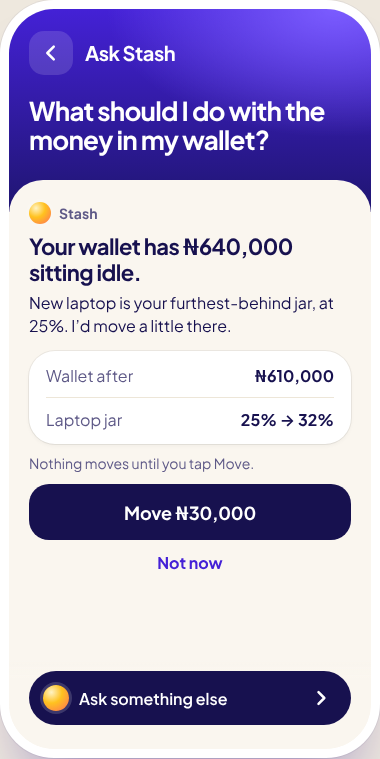 Ask Stash
What should I do with the
money in my wallet?
Stash
Your wallet has ₦640,000
sitting idle.
New laptop is your furthest-behind jar, at
25%. I’d move a little there.
Wallet after ₦610,000
Laptop jar 25% → 32%
Nothing moves until you tap Move.
Move ₦30,000
Not now
Ask something else